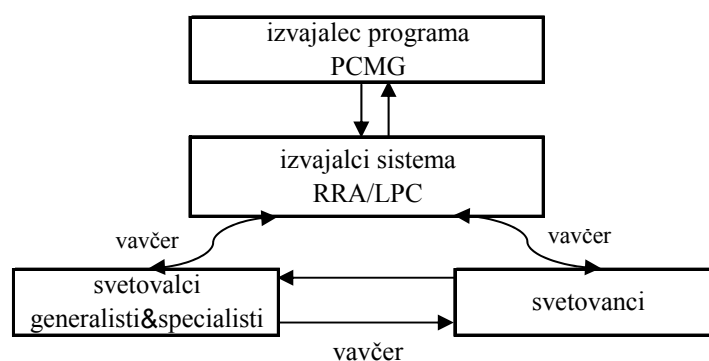 izvajalec programa
PCMG
izvajalci sistema
RRA/LPC
vavčer
vavčer
svetovalci
generalisti&specialisti
svetovanci
vavčer